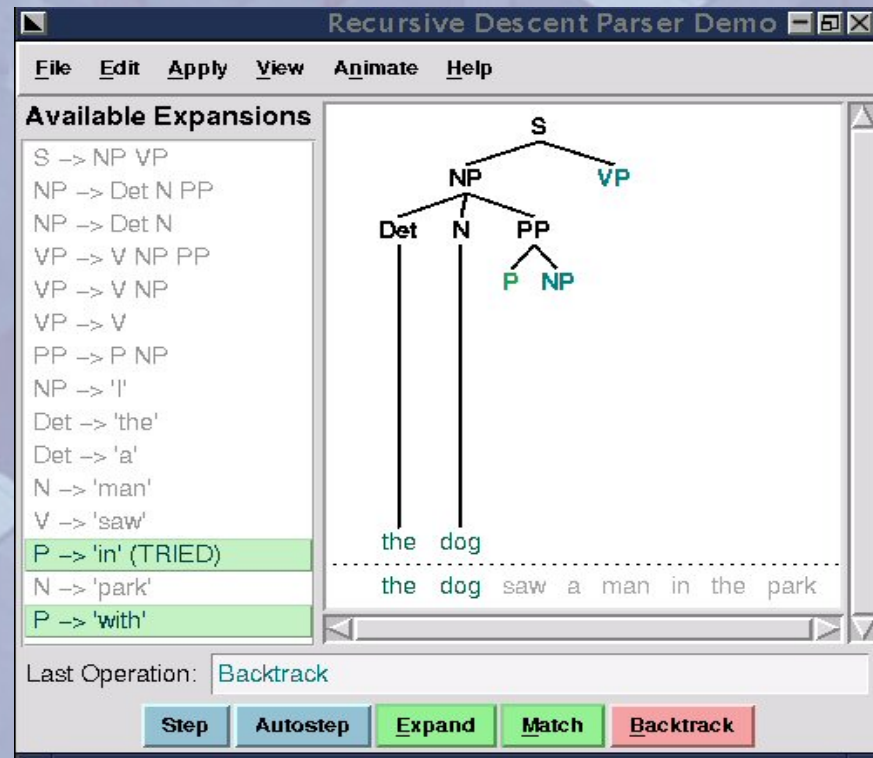 Recursive Descent Parser Demo
File Edit Apply View Animate Help
Available Expansions
S -> NP VP
NP -> Det N PP
NP -> Det N
VP -> V NP PP
VP -> V NP
VP -> V
PP -> P NP
NP -> 'I'
Det -> 'the'
Det -> 'a'
N -> 'man'
V -> 'saw'
P -> 'in' (TRIED)
N -> 'park'
P -> 'with'
S
NP VP
Det N PP
P NP
the dog
the dog saw a man in the park
Last Operation: Backtrack
Step Autostep Expand Match Backtrack